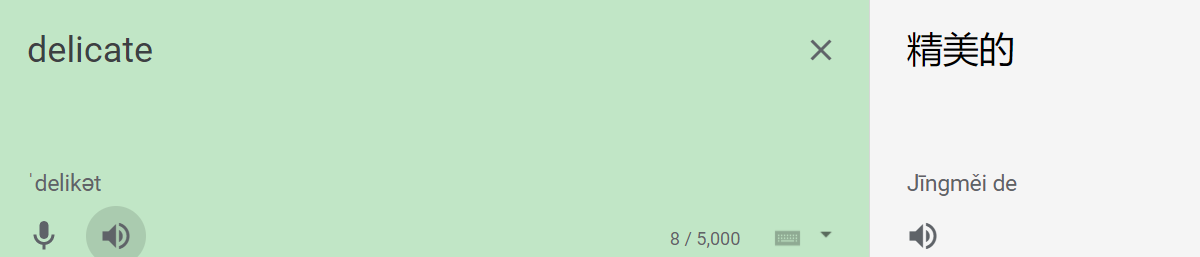 delicate
精美的
ˈdelikət
Jīngměi de
8 / 5,000